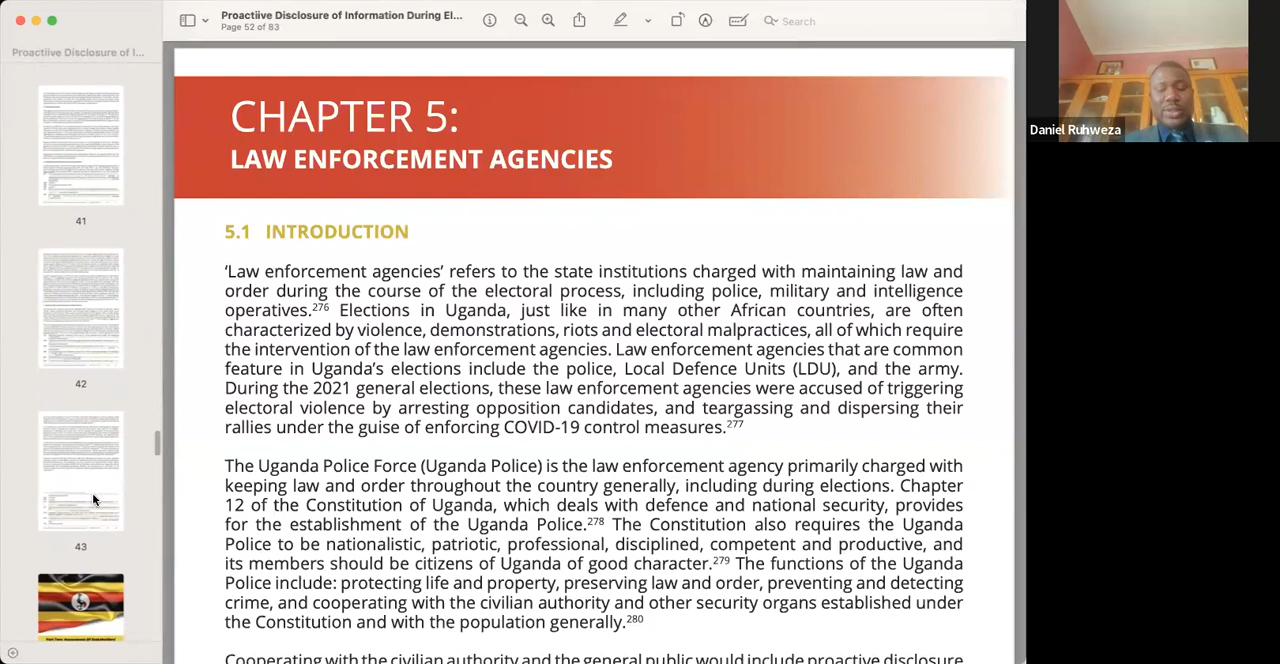 Proactiive Disclosure of Information During El...
Page 52 of 83
Search
Proactiive Disclosure of I...
41
42
43
CHAPTER 5:
LAW ENFORCEMENT AGENCIES
5.1 INTRODUCTION
‘Law enforcement agencies’ refers to the state institutions charged with maintaining law and
order during the course of the electoral process, including police, military and intelligence
operatives.276 Elections in Uganda, just like in many other African countries, are often
characterized by violence, demonstrations, riots and electoral malpractices, all of which require
the intervention of the law enforcement agencies. Law enforcement agencies that are common
feature in Uganda’s elections include the police, Local Defence Units (LDU), and the army.
During the 2021 general elections, these law enforcement agencies were accused of triggering
electoral violence by arresting opposition candidates, and teargassing and dispersing their
rallies under the guise of enforcing COVID-19 control measures.277
The Uganda Police Force (Uganda Police) is the law enforcement agency primarily charged with
keeping law and order throughout the country generally, including during elections. Chapter
12 of the Constitution of Uganda, which deals with defence and national security, provides
for the establishment of the Uganda Police.278 The Constitution also requires the Uganda
Police to be nationalistic, patriotic, professional, disciplined, competent and productive, and
its members should be citizens of Uganda of good character.279 The functions of the Uganda
Police include: protecting life and property, preserving law and order, preventing and detecting
crime, and cooperating with the civilian authority and other security organs established under
the Constitution and with the population generally.280
Cooperating with the civilian authority and the general public would include proactive disclosure
Daniel Ruhweza